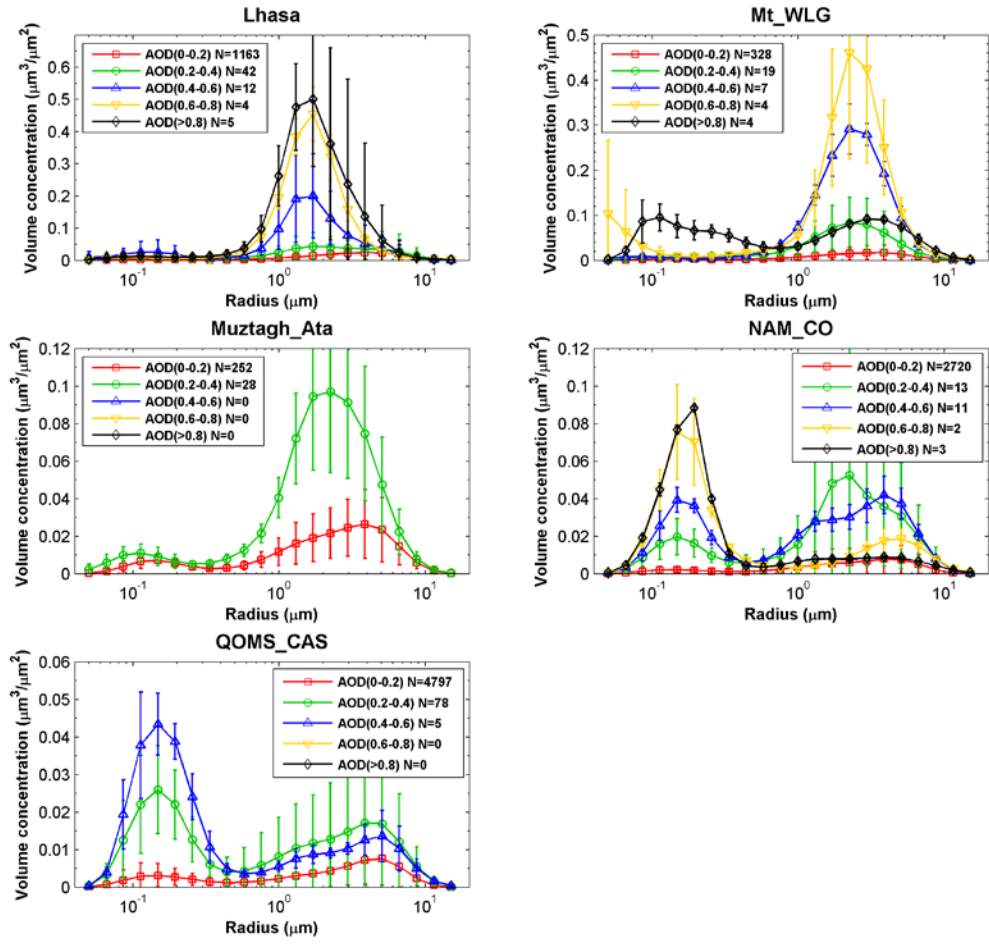 Lhasa
Volume concentration (μm³/μm²)
0.6
0.5
0.4
0.3
0.2
0.1
0
AOD(0-0.2) N=1163
AOD(0.2-0.4) N=42
AOD(0.4-0.6) N=12
AOD(0.6-0.8) N=4
AOD(>0.8) N=5
10⁻¹ 10⁰ 10¹
Radius (μm)
Mt_WLG
Volume concentration (μm³/μm²)
0.5
0.4
0.3
0.2
0.1
0
AOD(0-0.2) N=328
AOD(0.2-0.4) N=19
AOD(0.4-0.6) N=7
AOD(0.6-0.8) N=4
AOD(>0.8) N=4
10⁻¹ 10⁰ 10¹
Radius (μm)
Muztagh_Ata
Volume concentration (μm³/μm²)
0.12
0.1
0.08
0.06
0.04
0.02
0
AOD(0-0.2) N=252
AOD(0.2-0.4) N=28
AOD(0.4-0.6) N=0
AOD(0.6-0.8) N=0
AOD(>0.8) N=0
10⁻¹ 10⁰ 10¹
Radius (μm)
NAM_CO
Volume concentration (μm³/μm²)
0.12
0.1
0.08
0.06
0.04
0.02
0
AOD(0-0.2) N=2720
AOD(0.2-0.4) N=13
AOD(0.4-0.6) N=11
AOD(0.6-0.8) N=2
AOD(>0.8) N=3
10⁻¹ 10⁰ 10¹
Radius (μm)
QOMS_CAS
Volume concentration (μm³/μm²)
0.06
0.05
0.04
0.03
0.02
0.01
0
AOD(0-0.2) N=4797
AOD(0.2-0.4) N=78
AOD(0.4-0.6) N=5
AOD(0.6-0.8) N=0
AOD(>0.8) N=0
10⁻¹ 10⁰ 10¹
Radius (μm)